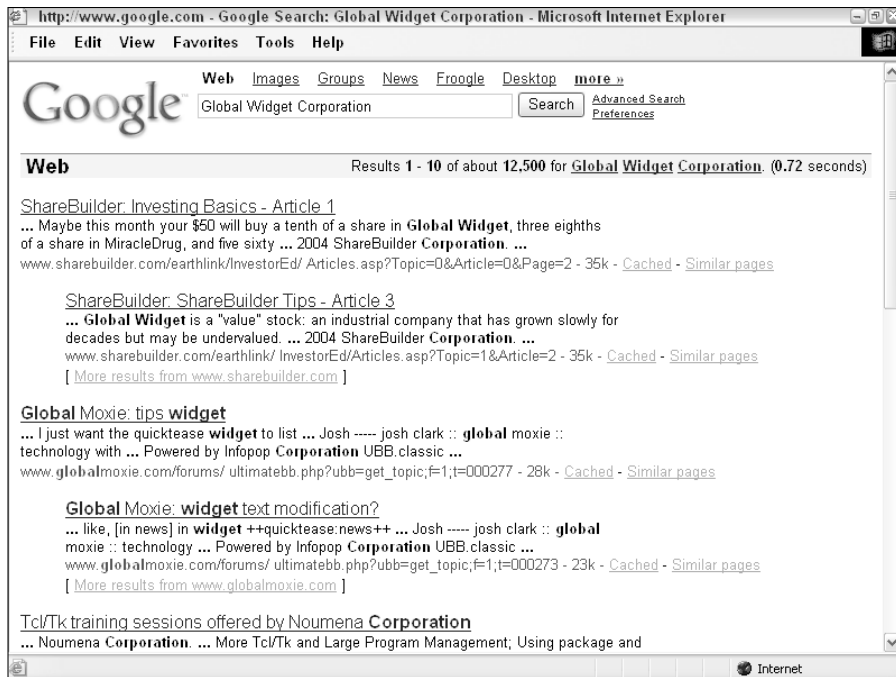 http://www.google.com - Google Search: Global Widget Corporation - Microsoft Internet Explorer
File Edit View Favorites Tools Help
Web Images Groups News Froogle Desktop more »
Google™
Global Widget Corporation Search Advanced Search
Preferences
Web Results 1 - 10 of about 12,500 for Global Widget Corporation. (0.72 seconds)
ShareBuilder: Investing Basics - Article 1
... Maybe this month your $50 will buy a tenth of a share in Global Widget, three eighths
of a share in MiracleDrug, and five sixty ... 2004 ShareBuilder Corporation. ...
www.sharebuilder.com/earthlink/InvestorEd/ Articles.asp?Topic=0&Article=0&Page=2 - 35k - Cached - Similar pages
ShareBuilder: ShareBuilder Tips - Article 3
... Global Widget is a "value" stock: an industrial company that has grown slowly for
decades but may be undervalued. ... 2004 ShareBuilder Corporation. ...
www.sharebuilder.com/earthlink/ InvestorEd/Articles.asp?Topic=1&Article=2 - 35k - Cached - Similar pages
[ More results from www.sharebuilder.com ]
Global Moxie: tips widget
... I just want the quicktease widget to list ... Josh ----- josh clark :: global moxie ::
technology with ... Powered by Infopop Corporation UBB.classic ...
www.globalmoxie.com/forums/ ultimatebb.php?ubb=get_topic;f=1;t=000277 - 28k - Cached - Similar pages
Global Moxie: widget text modification?
... like, [in news] in widget ++quicktease:news++ ... Josh ----- josh clark :: global
moxie :: technology ... Powered by Infopop Corporation UBB.classic ...
www.globalmoxie.com/forums/ ultimatebb.php?ubb=get_topic;f=1;t=000273 - 23k - Cached - Similar pages
[ More results from www.globalmoxie.com ]
Tcl/Tk training sessions offered by Noumena Corporation
... Noumena Corporation. ... More Tcl/Tk and Large Program Management; Using package and
Internet